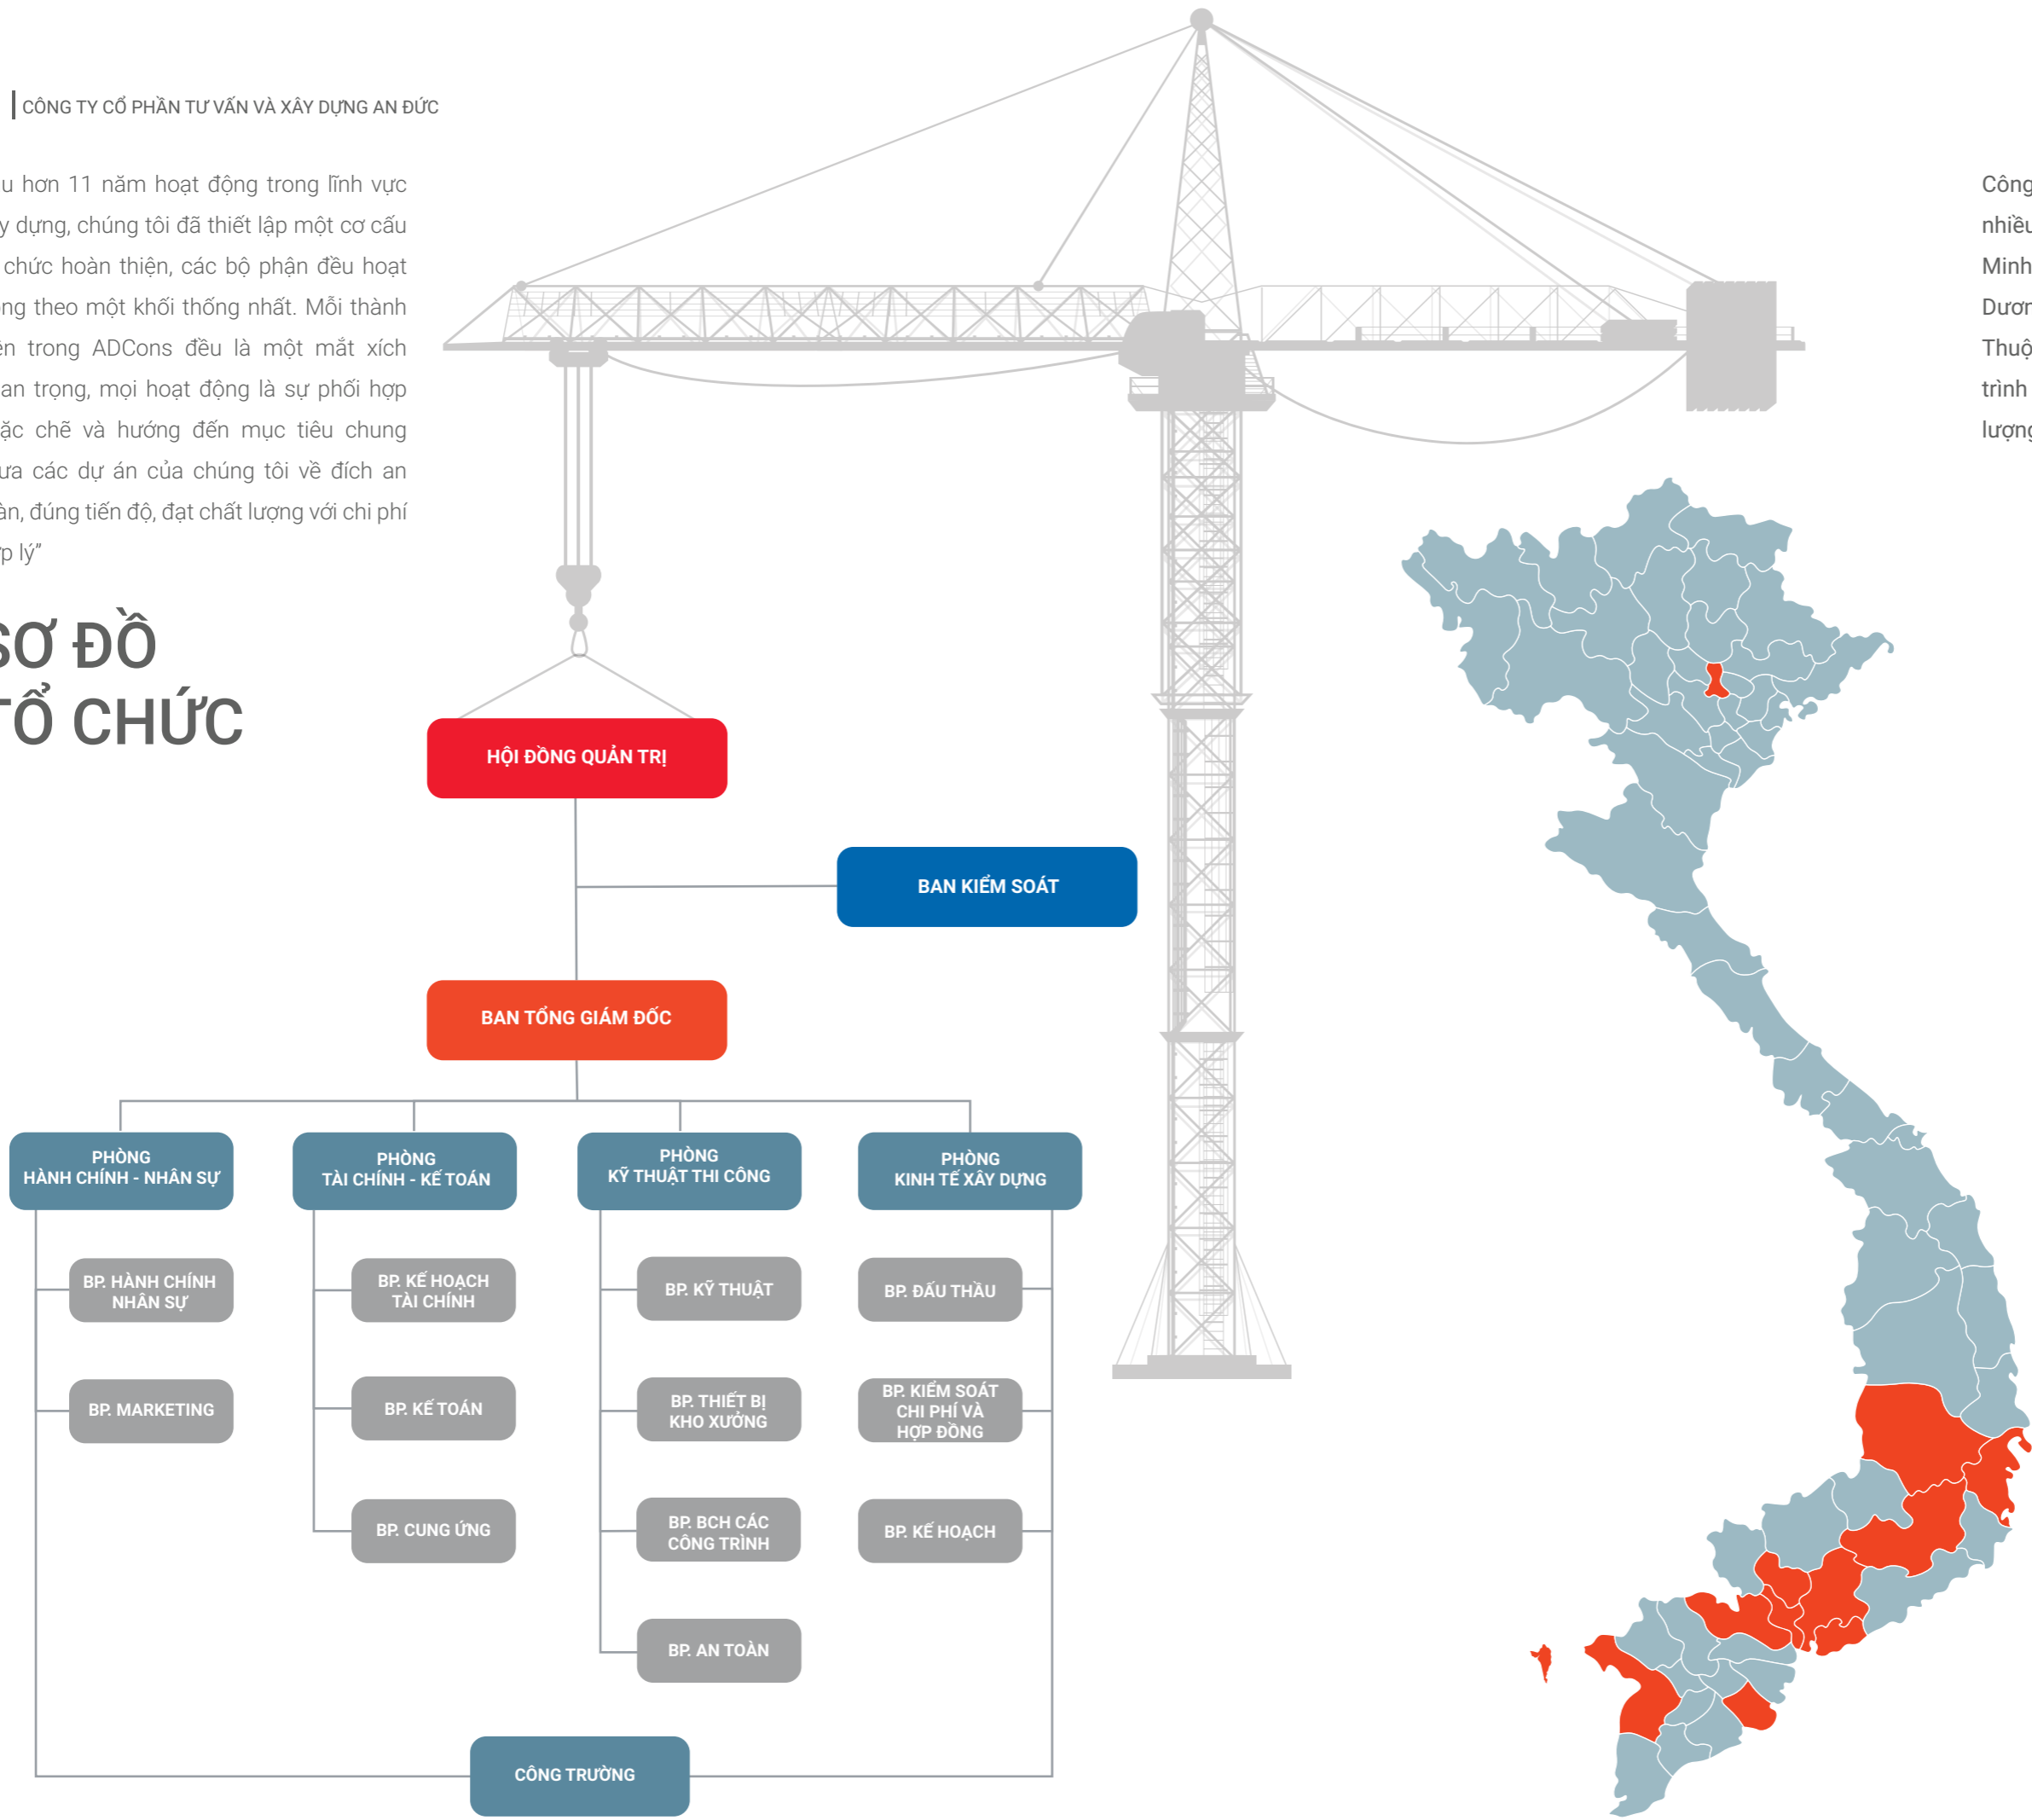 CÔNG TY CỔ PHẦN TƯ VẤN VÀ XÂY DỰNG AN ĐỨC
hơn 11 năm hoạt động trong lĩnh vực
dựng, chúng tôi đã thiết lập một cơ cấu
chức hoàn thiện, các bộ phận đều hoạt
theo một khối thống nhất. Mỗi thành
trong ADCons đều là một mắt xích
trọng, mọi hoạt động là sự phối hợp
chẽ và hướng đến mục tiêu chung
các dự án của chúng tôi về đích an
đúng tiến độ, đạt chất lượng với chi phí
lý”
SƠ ĐỒ
TỔ CHỨC
Công
nhiều
Minh
Thuộ
trình
lượng
HỘI ĐỒNG QUẢN TRỊ
BAN KIỂM SOÁT
BAN TỔNG GIÁM ĐỐC
PHÒNG
HÀNH CHÍNH - NHÂN SỰ
PHÒNG
TÀI CHÍNH - KẾ TOÁN
PHÒNG
KỸ THUẬT THI CÔNG
PHÒNG
KINH TẾ XÂY DỰNG
BP. HÀNH CHÍNH
NHÂN SỰ
BP. KẾ HOẠCH
TÀI CHÍNH
BP. KỸ THUẬT
BP. ĐẤU THẦU
BP. MARKETING
BP. KẾ TOÁN
BP. THIẾT BỊ
KHO XƯỞNG
BP. KIỂM SOÁT
CHI PHÍ VÀ
HỢP ĐỒNG
BP. CUNG ỨNG
BP. BCH CÁC
CÔNG TRÌNH
BP. KẾ HOẠCH
BP. AN TOÀN
CÔNG TRƯỜNG